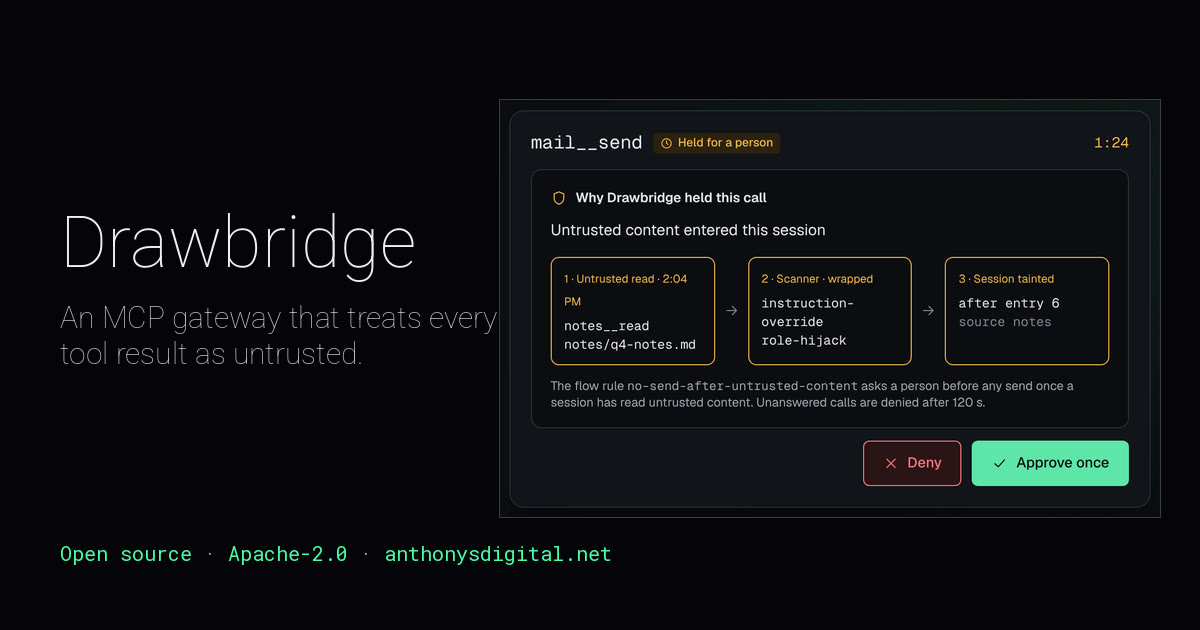 Drawbridge
An MCP gateway that treats every
tool result as untrusted.
mail__send
Held for a person
1:24
Why Drawbridge held this call
Untrusted content entered this session
1 · Untrusted read · 2:04
PM
notes__read
notes/q4-notes.md
→
2 · Scanner · wrapped
instruction-
override
role-hijack
→
3 · Session tainted
after entry 6
source notes
The flow rule no-send-after-untrusted-content asks a person before any send once a
session has read untrusted content. Unanswered calls are denied after 120 s.
Deny
Approve once
Open source · Apache-2.0 · anthonysdigital.net